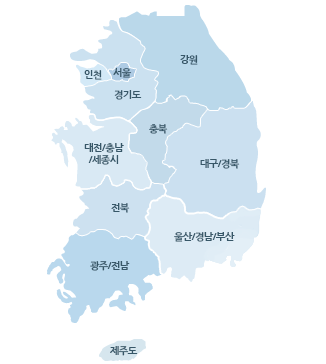 강원
인천
서울
경기도
충북
대전/충남
/세종시
대구/경북
전북
울산/경남/부산
광주/전남
제주도